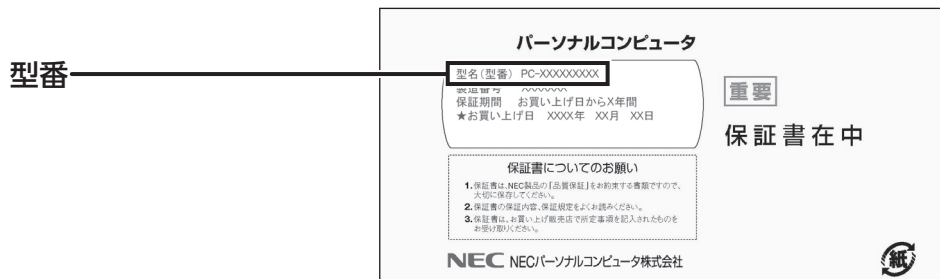 パーソナルコンピュータ
型番
型名(型番) PC-XXXXXXXXX
製造番号 XXXXXXX
保証期間 お買い上げ日からX年間
★お買い上げ日 XXXX年 XX月 XX日
重要
保証書在中
保証書についてのお願い
1.保証書は、NEC製品の「品質保証」をお約束する書類ですので、
大切に保存してください。
2.保証書の保証内容、保証規定をよくお読みください。
3.保証書は、お買い上げ販売店で所定事項を記入されたものを
お受け取りください。
NEC NECパーソナルコンピュータ株式会社
紙